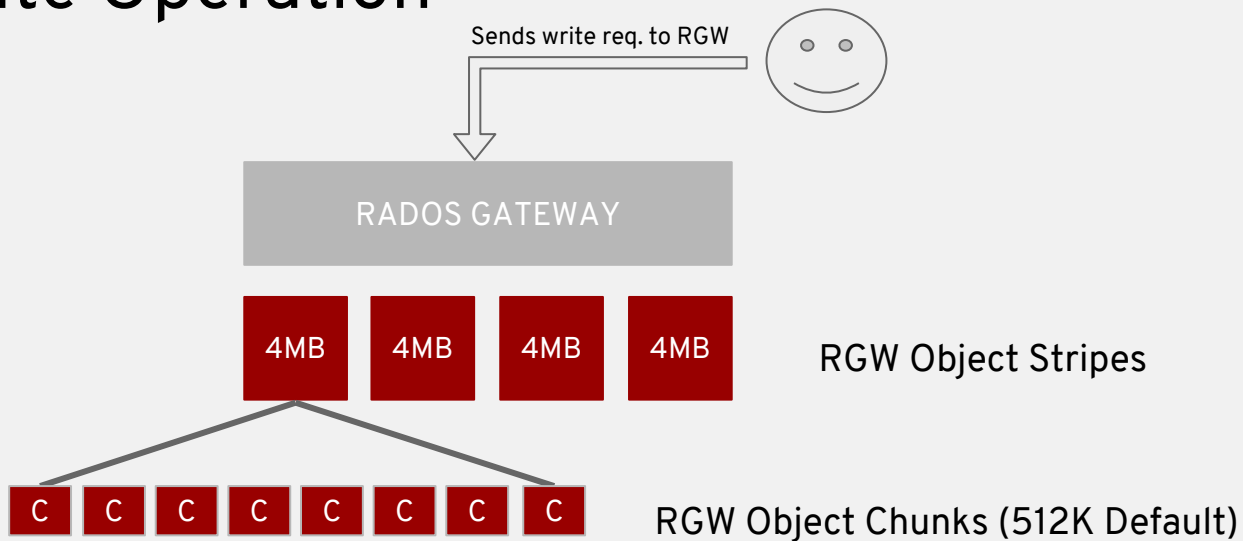 Operation
Sends write req. to RGW
RADOS GATEWAY
4MB 4MB 4MB 4MB
RGW Object Stripes
C C C C C C C C
RGW Object Chunks (512K Default)